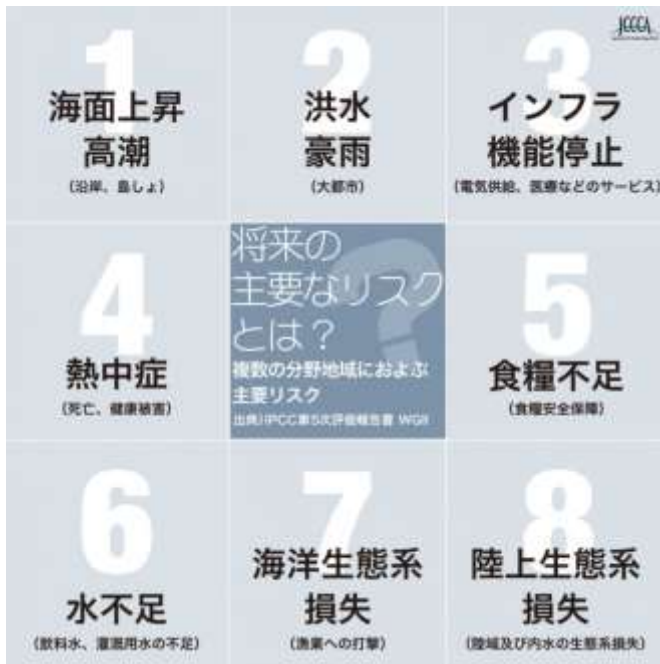 JCCCA
1
海面上昇
高潮
(沿岸、島しょ)
2
洪水
豪雨
(大都市)
3
インフラ
機能停止
(電気供給、医療などのサービス)
4
熱中症
(死亡、健康被害)
将来の
主要なリスク
とは?
複数の分野地域におよぶ
主要リスク
出典)IPCC第5次評価報告書 WGII
?
5
食糧不足
(食糧安全保障)
6
水不足
(飲料水、灌漑用水の不足)
7
海洋生態系
損失
(漁業への打撃)
8
陸上生態系
損失
(陸域及び内水の生態系損失)